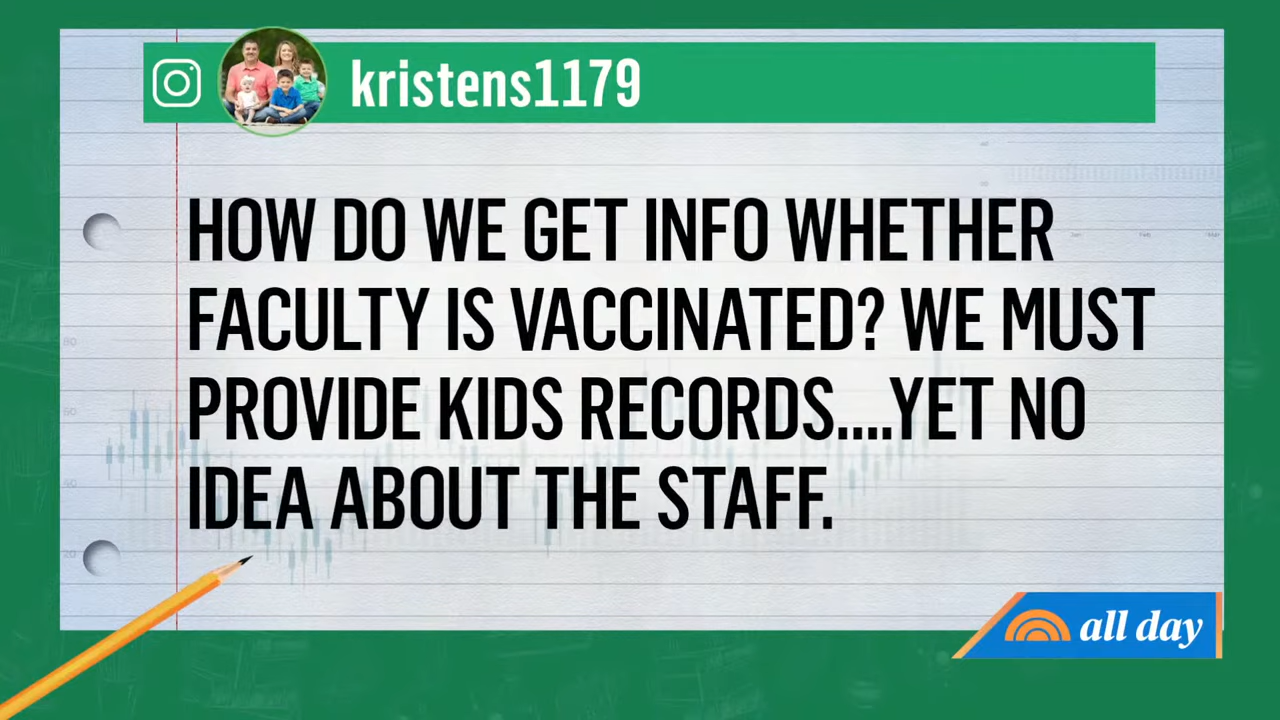 kristens1179
HOW DO WE GET INFO WHETHER
FACULTY IS VACCINATED? WE MUST
PROVIDE KIDS RECORDS....YET NO
IDEA ABOUT THE STAFF.
all day